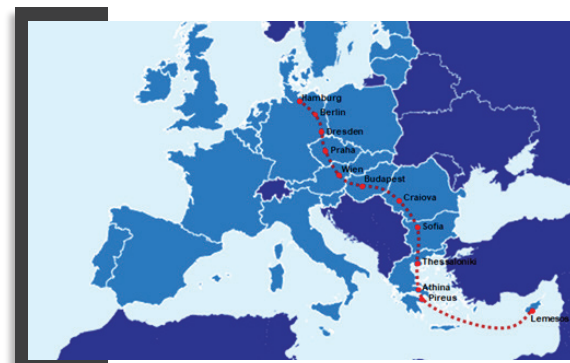 Hamburg
Berlin
Dresden
Praha
Wien
Budapest
Craiova
Sofia
Thessaloniki
Athina
Pireus
Lemesos